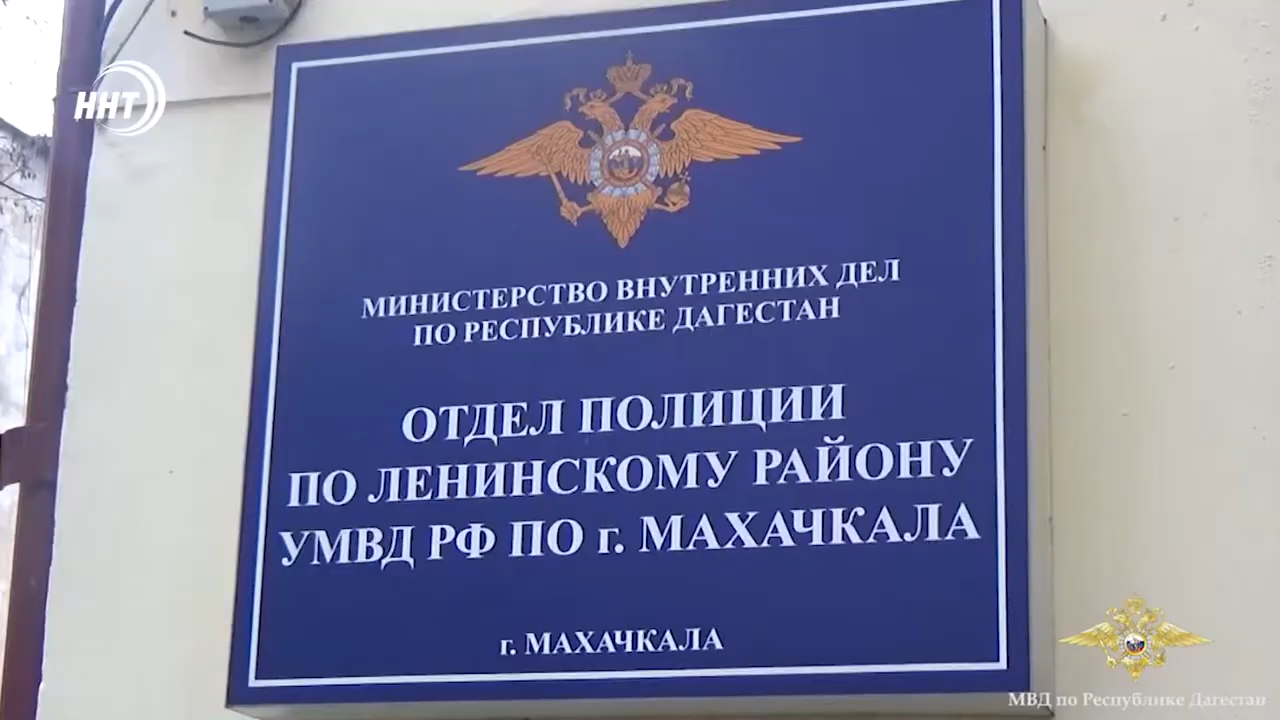 ННТ
МИНИСТЕРСТВО ВНУТРЕННИХ ДЕЛ
ПО РЕСПУБЛИКЕ ДАГЕСТАН
ОТДЕЛ ПОЛИЦИИ
ПО ЛЕНИНСКОМУ РАЙОНУ
УМВД РФ ПО г. МАХАЧКАЛА
г. МАХАЧКАЛА
МВД по Республике Дагестан